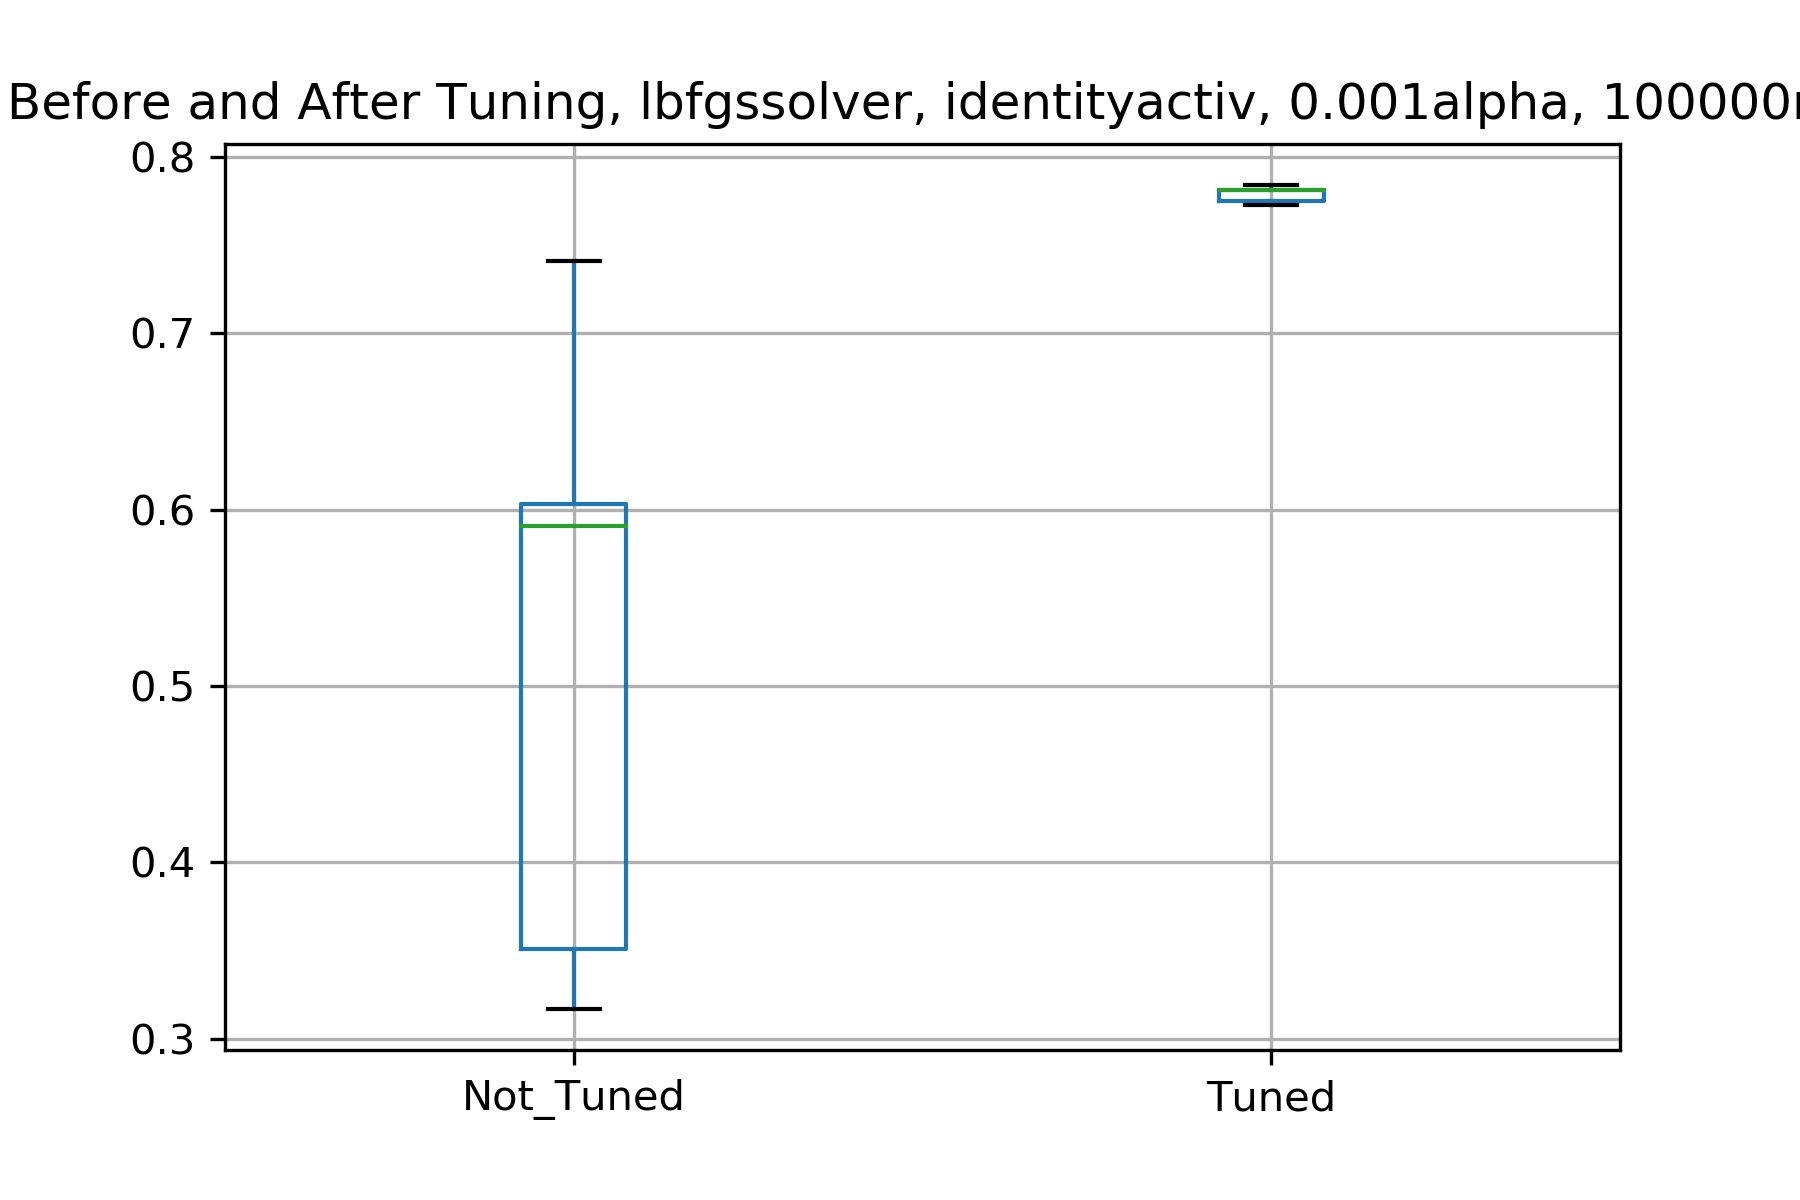 Before and After Tuning, lbfgssolver, identityactiv, 0.001alpha,
0.8
0.7
0.6
0.5
0.4
0.3
Not_Tuned
Tuned